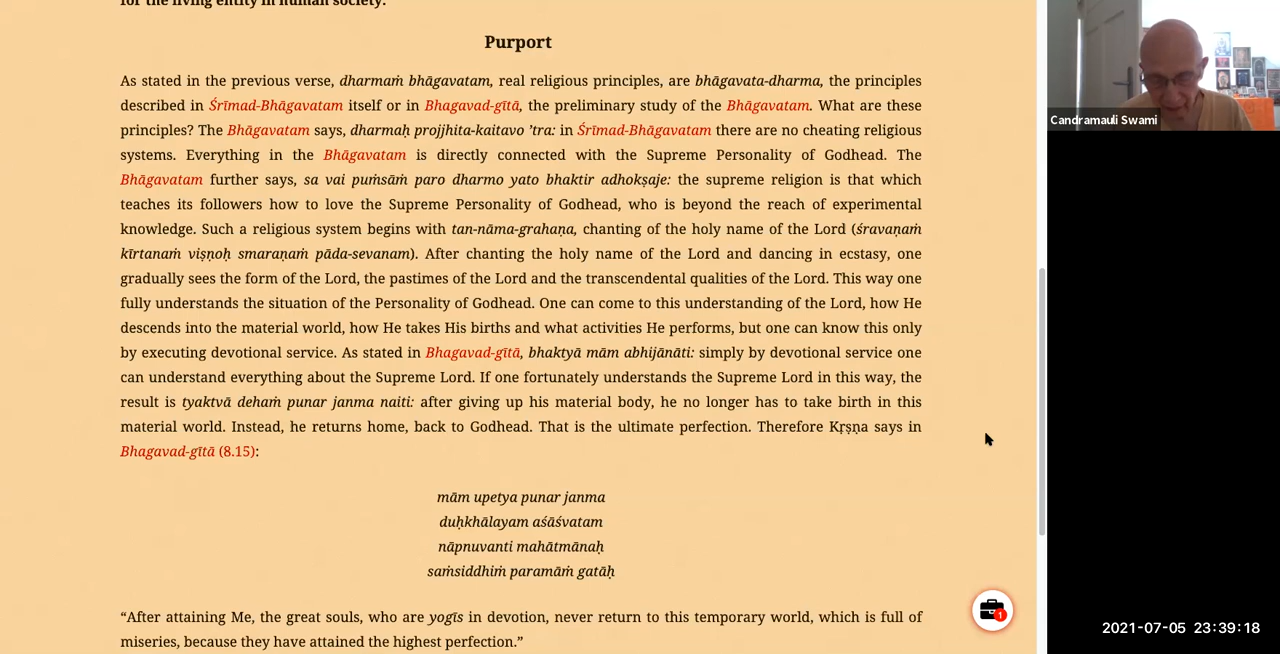 for the living entity in human society.
Purport
As stated in the previous verse, dharmaṁ bhāgavatam, real religious principles, are bhāgavata-dharma, the principles
described in Śrīmad-Bhāgavatam itself or in Bhagavad-gītā, the preliminary study of the Bhāgavatam. What are these
principles? The Bhāgavatam says, dharmaḥ projjhita-kaitavo ’tra: in Śrīmad-Bhāgavatam there are no cheating religious
systems. Everything in the Bhāgavatam is directly connected with the Supreme Personality of Godhead. The
Bhāgavatam further says, sa vai puṁsāṁ paro dharmo yato bhaktir adhokṣaje: the supreme religion is that which
teaches its followers how to love the Supreme Personality of Godhead, who is beyond the reach of experimental
knowledge. Such a religious system begins with tan-nāma-grahaṇa, chanting of the holy name of the Lord (śravaṇaṁ
kīrtanaṁ viṣṇoḥ smaraṇaṁ pāda-sevanam). After chanting the holy name of the Lord and dancing in ecstasy, one
gradually sees the form of the Lord, the pastimes of the Lord and the transcendental qualities of the Lord. This way one
fully understands the situation of the Personality of Godhead. One can come to this understanding of the Lord, how He
descends into the material world, how He takes His births and what activities He performs, but one can know this only
by executing devotional service. As stated in Bhagavad-gītā, bhaktyā mām abhijānāti: simply by devotional service one
can understand everything about the Supreme Lord. If one fortunately understands the Supreme Lord in this way, the
result is tyaktvā dehaṁ punar janma naiti: after giving up his material body, he no longer has to take birth in this
material world. Instead, he returns home, back to Godhead. That is the ultimate perfection. Therefore Kṛṣṇa says in
Bhagavad-gītā (8.15):
mām upetya punar janma
duḥkhālayam aśāśvatam
nāpnuvanti mahātmānaḥ
saṁsiddhiṁ paramāṁ gatāḥ
“After attaining Me, the great souls, who are yogīs in devotion, never return to this temporary world, which is full of
miseries, because they have attained the highest perfection.”
1
Candramauli Swami
2021-07-05 23:39:18